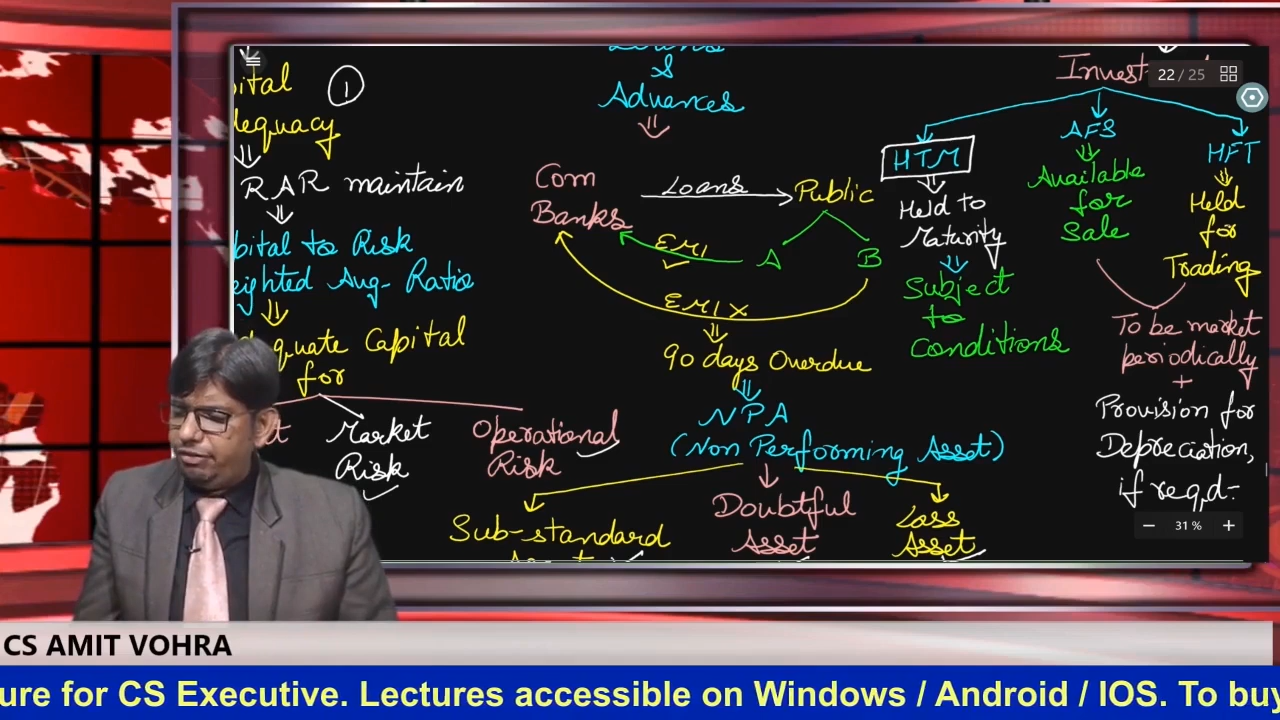 pital
dequacy
1
RAR maintain
pital to Risk
eighted Aug- Ratio
quate Capital
for
Market
Risk
Operational
Risk
&
Advances
Com
Banks
Loans
Public
A
B
EMI
EMI X
90 days Overdue
NPA
(Non Performing Asset)
Sub-standard
Doubtful
Asset
Loss
Asset
Invest
22 / 25
HTM
Held to
Maturity
Subject
to
Conditions
AFS
Available
for
Sale
HFT
Held
for
Trading
To be market
periodically
+
Provision for
Depreciation,
if reqd-
− 31 % +
CS AMIT VOHRA
ure for CS Executive. Lectures accessible on Windows / Android / IOS. To buy